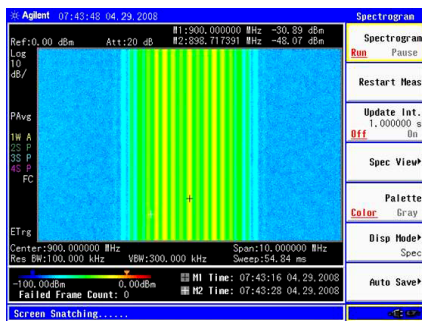 Agilent 07:43:48 04.29.2008 Spectrogram
M1:900.000000 MHz -30.89 dBm
Ref:0.00 dBm Att:20 dB M2:898.717391 MHz -48.07 dBm
Log
10
dB/
PAvg
1W A
2S P
3S P
4S P
FC
ETrg
Center:900.000000 MHz Span:10.000000 MHz
Res BW:100.000 kHz VBW:300.000 kHz Sweep:54.84 ms
-100.00dBm 0.00dBm
Failed Frame Count: 0
M1 Time: 07:43:16 04.29.2008
M2 Time: 07:43:28 04.29.2008
Screen Snatching......
Spectrogram
Run Pause
Restart Meas
Update Int.
1.000000 s
Off On
Spec View
Palette
Color Gray
Disp Mode
Spec
Auto Save